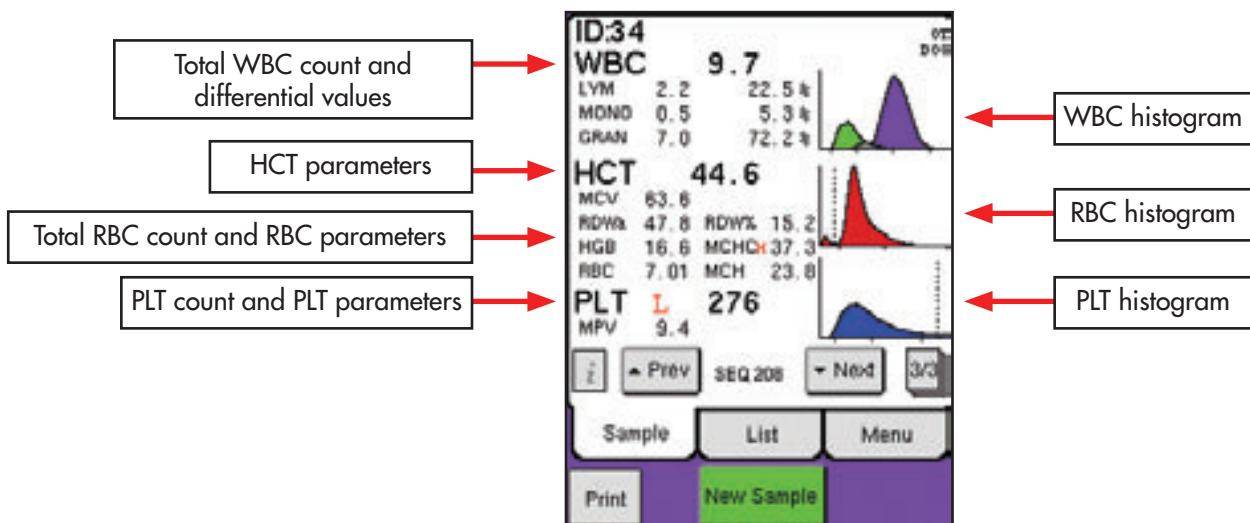 Total WBC count and
differential values
HCT parameters
Total RBC count and RBC parameters
PLT count and PLT parameters
ID:34
WBC 9.7
LYM 2.2 22.5 %
MONO 0.5 5.3 %
GRAN 7.0 72.2 %
HCT 44.6
MCV 63.6
RDWa 47.8 RDW% 15.2
HGB 16.6 MCHC H 37.3
RBC 7.01 MCH 23.8
PLT L 276
MPV 9.4
Prev SEQ 208 Next 3/3
Sample List Menu
Print New Sample
WBC histogram
RBC histogram
PLT histogram